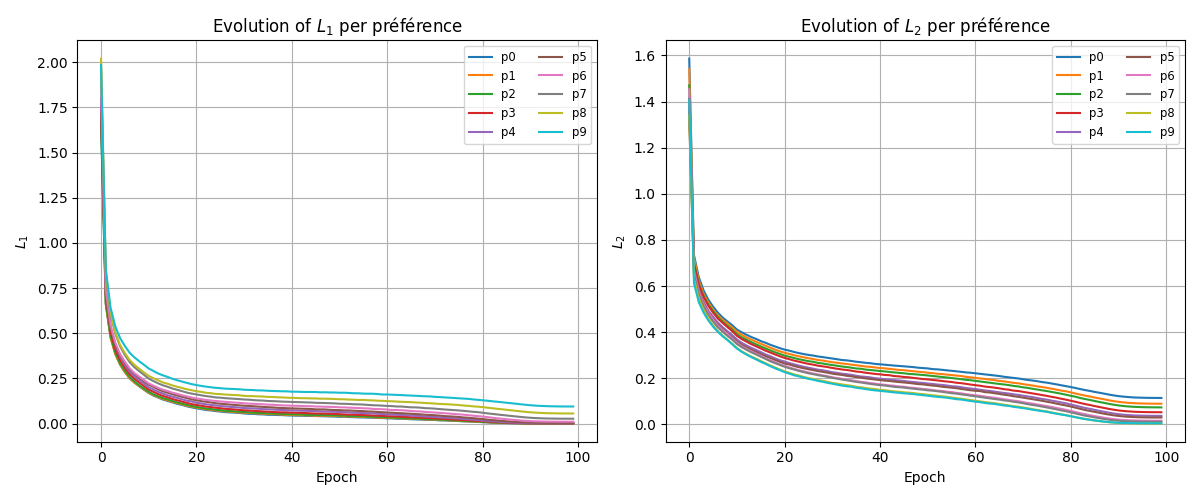 Evolution of L₁ per préférence
L₁
2.00
1.75
1.50
1.25
1.00
0.75
0.50
0.25
0.00
0 20 40 60 80 100
Epoch
p0 p5
p1 p6
p2 p7
p3 p8
p4 p9
Evolution of L₂ per préférence
L₂
1.6
1.4
1.2
1.0
0.8
0.6
0.4
0.2
0.0
0 20 40 60 80 100
Epoch
p0 p5
p1 p6
p2 p7
p3 p8
p4 p9